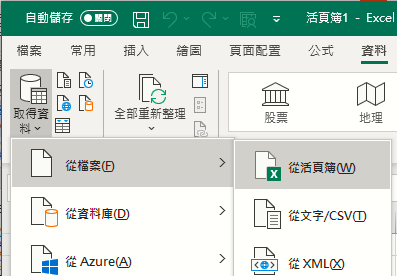 自動儲存 關閉 活頁簿1 - Excel
檔案 常用 插入 繪圖 頁面配置 公式 資料
取得資料 全部重新整理 股票 地理
從檔案(F) 從活頁簿(W)
從資料庫(D) 從文字/CSV(T)
從 Azure(A) 從 XML(X)